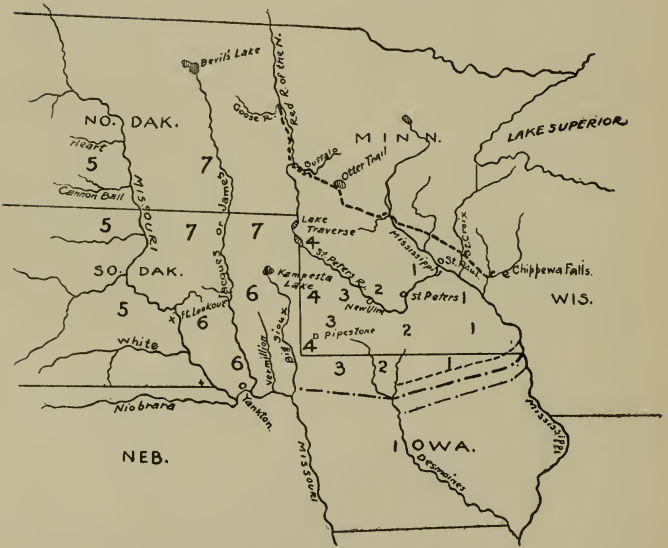 Devil's Lake
Red R. of the N.
Goose R.
NO. DAK.
MINN.
LAKE SUPERIOR
Heart
5
7
Buffalo
Otter Trail
Cannon Ball
MISSOURI
Jacques or James
St. Croix
5
7
7
Lake
Traverse
4
Mississippi
St. Peters R.
1
St. Paul
Chippewa Falls.
SO. DAK.
Kampesta
Lake
6
4
3
2
New Ulm
St Peters
1
WIS.
5
Ft. Lookout
6
3
Pipestone
2
1
White
Vermillion
Big Sioux
4
3
2
1
6
Niobrara
Yankton.
Mississippi
NEB.
MISSOURI
IOWA.
Desmoines